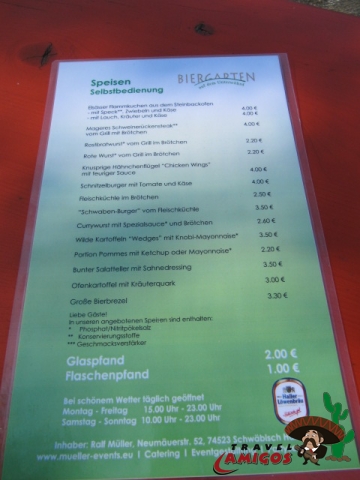 Speisen
Selbstbedienung
BIERGARTEN
Elsässer Flammkuchen aus dem Steinbackofen
- mit Speck**, Zwiebeln und Käse 4.00 €
- mit Lauch, Kräuter und Käse 4.00 €
Mageres Schweinerückensteak**
vom Grill mit Brötchen 4.00 €
Rostbratwurst* vom Grill im Brötchen 2.20 €
Rote Wurst* vom Grill im Brötchen 2.20 €
Knusprige Hähnchenflügel "Chicken Wings"
mit feuriger Sauce 4.00 €
Schnitzelburger mit Tomate und Käse 4.00 €
Fleischküchle im Brötchen 2.50 €
"Schwaben-Burger" vom Fleischküchle 3.50 €
Currywurst mit Spezialsauce* und Brötchen 2.60 €
Wilde Kartoffeln "Wedges" mit Knobi-Mayonnaise* 3.50 €
Portion Pommes mit Ketchup oder Mayonnaise* 2.20 €
Bunter Salatteller mit Sahnedressing 3.50 €
Ofenkartoffel mit Kräuterquark 3.00 €
Große Bierbrezel 3.30 €
Liebe Gäste!
In unseren angebotenen Speisen sind enthalten:
* Phosphat/Nitritpökelsalz
** Konservierungsstoffe
*** Geschmacksverstärker
Glaspfand 2.00 €
Flaschenpfand 1.00 €
Bei schönem Wetter täglich geöffnet
Montag - Freitag 15.00 Uhr - 23.00 Uhr
Samstag - Sonntag 10.00 Uhr - 23.00 Uhr
Haller
Löwenbräu
Inhaber: Ralf Müller, Neumäuerstr. 52, 74523 Schwäbisch
www.mueller-events.eu | Catering |
TRAVEL
AMIGOS